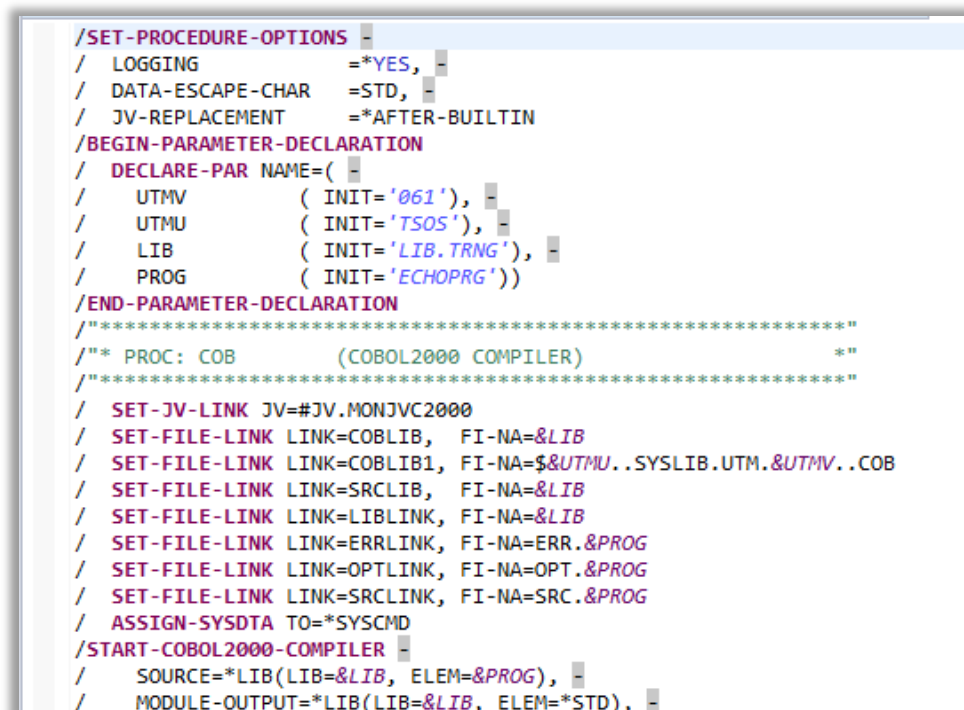 /SET-PROCEDURE-OPTIONS -
/  LOGGING            =*YES, -
/  DATA-ESCAPE-CHAR   =STD, -
/  JV-REPLACEMENT     =*AFTER-BUILTIN
/BEGIN-PARAMETER-DECLARATION
/  DECLARE-PAR NAME=( -
/    UTMV         ( INIT='061'), -
/    UTMU         ( INIT='TSOS'), -
/    LIB          ( INIT='LIB.TRNG'), -
/    PROG         ( INIT='ECHOPRG'))
/END-PARAMETER-DECLARATION
/"************************************************************"
/"* PROC: COB        (COBOL2000 COMPILER)                    *"
/"************************************************************"
/  SET-JV-LINK JV=#JV.MONJVC2000
/  SET-FILE-LINK LINK=COBLIB,  FI-NA=&LIB
/  SET-FILE-LINK LINK=COBLIB1, FI-NA=$&UTMU..SYSLIB.UTM.&UTMV..COB
/  SET-FILE-LINK LINK=SRCLIB,  FI-NA=&LIB
/  SET-FILE-LINK LINK=LIBLINK, FI-NA=&LIB
/  SET-FILE-LINK LINK=ERRLINK, FI-NA=ERR.&PROG
/  SET-FILE-LINK LINK=OPTLINK, FI-NA=OPT.&PROG
/  SET-FILE-LINK LINK=SRCLINK, FI-NA=SRC.&PROG
/  ASSIGN-SYSDTA TO=*SYSCMD
/START-COBOL2000-COMPILER -
/    SOURCE=*LIB(LIB=&LIB, ELEM=&PROG), -
/    MODULE-OUTPUT=*LIB(LIB=&LIB, ELEM=*STD), -